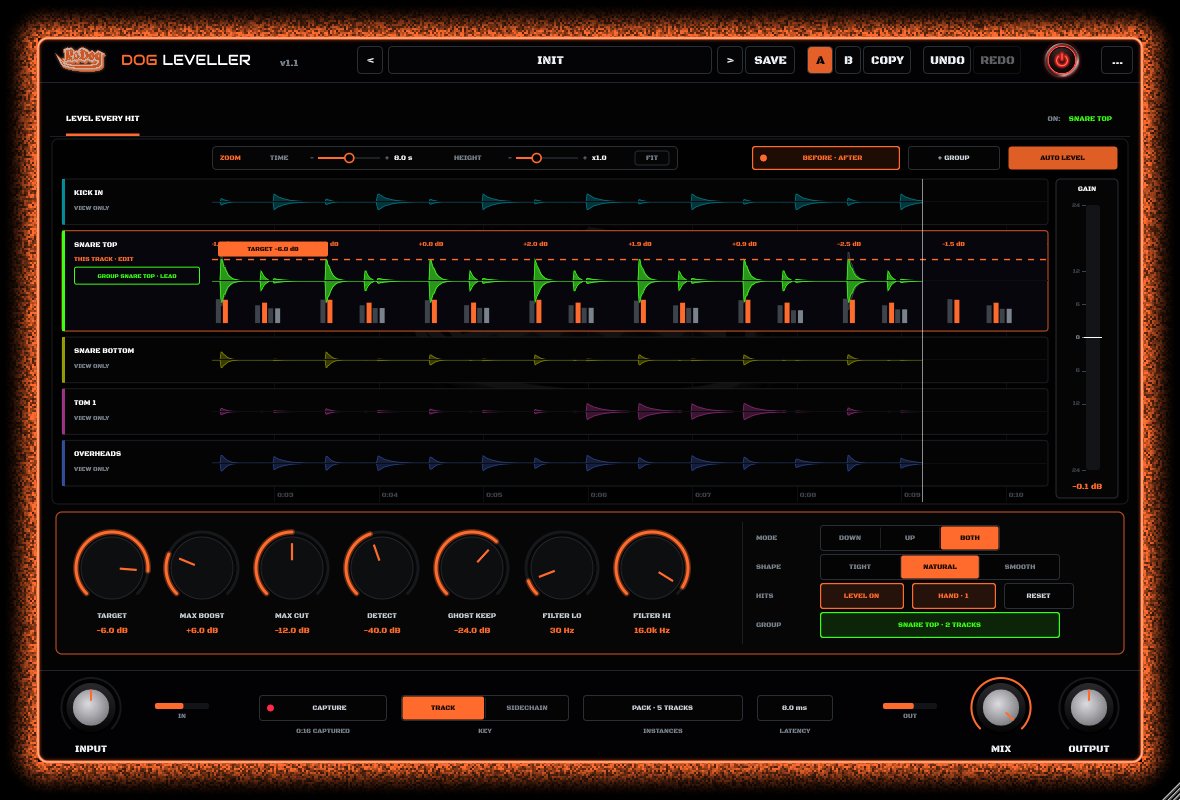 DOG LEVELLER v1.1 < INIT > SAVE A B COPY UNDO REDO ...
LEVEL EVERY HIT ON: SNARE TOP
ZOOM TIME - + 8.0 s HEIGHT - + x1.0 FIT BEFORE · AFTER + GROUP AUTO LEVEL
KICK IN
VIEW ONLY
GAIN
24
12
6
0
6
12
24
-0.1 dB
SNARE TOP
THIS TRACK · EDIT
GROUP SNARE TOP · LEAD
TARGET -6.0 dB
dB +0.8 dB +2.0 dB +1.9 dB +0.9 dB -2.5 dB -1.5 dB
SNARE BOTTOM
VIEW ONLY
TOM 1
VIEW ONLY
OVERHEADS
VIEW ONLY
0:03 0:04 0:05 0:06 0:07 0:08 0:09 0:10
TARGET MAX BOOST MAX CUT DETECT GHOST KEEP FILTER LO FILTER HI
-6.0 dB +6.0 dB -12.0 dB -40.0 dB -24.0 dB 30 Hz 16.0k Hz
MODE DOWN UP BOTH
SHAPE TIGHT NATURAL SMOOTH
HITS LEVEL ON HAND · 1 RESET
GROUP SNARE TOP · 2 TRACKS
INPUT
IN
CAPTURE
0:16 CAPTURED
TRACK SIDECHAIN
KEY
PACK · 5 TRACKS
INSTANCES
8.0 ms
LATENCY
OUT
MIX
OUTPUT